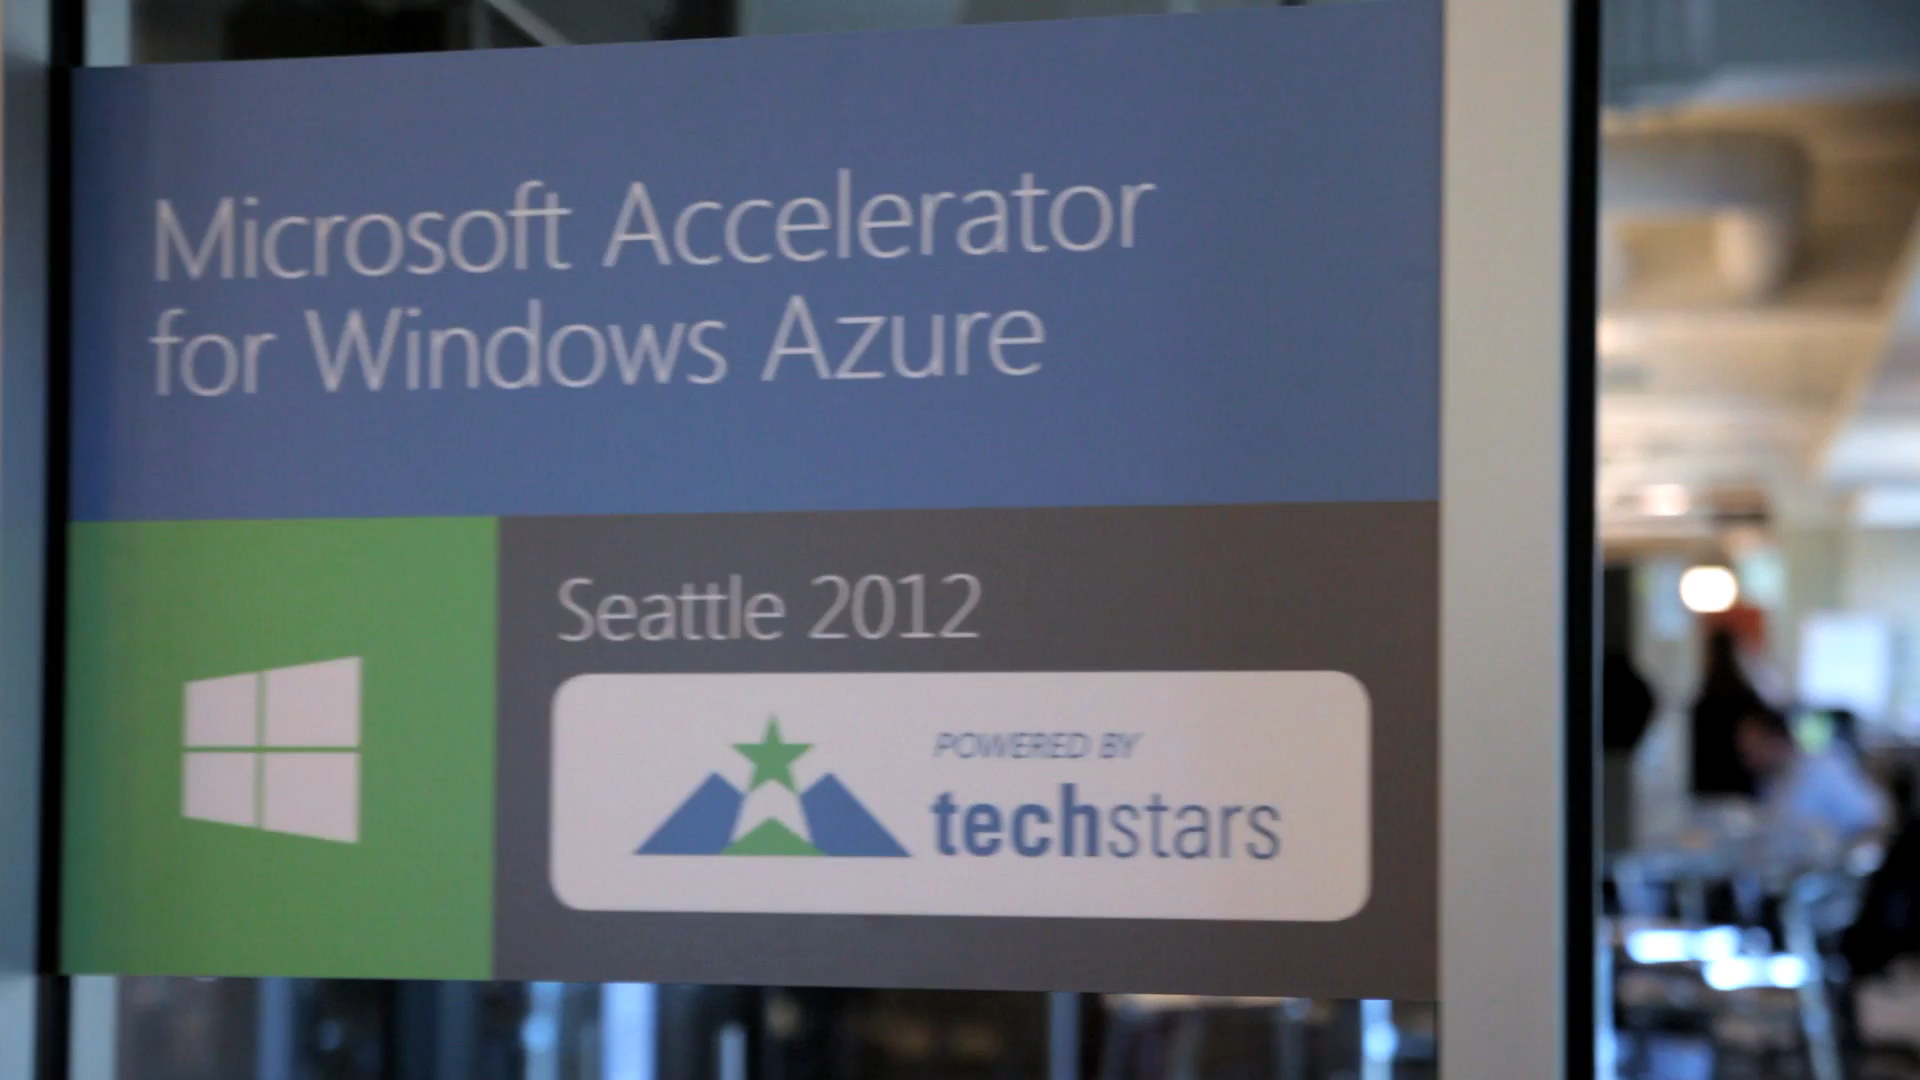 Microsoft Accelerator
for Windows Azure
Seattle 2012
POWERED BY
techstars